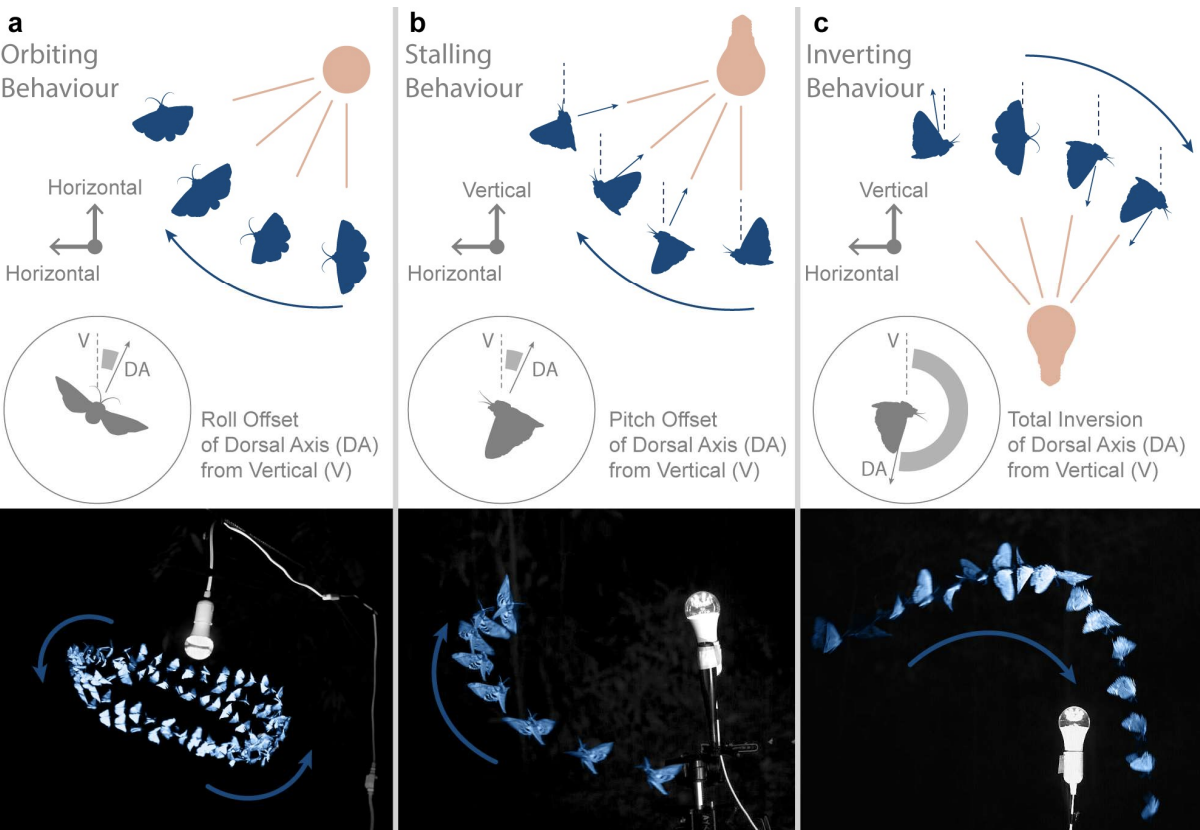 a
Orbiting
Behaviour
Horizontal
Horizontal
V
DA
Roll Offset
of Dorsal Axis (DA)
from Vertical (V)
b
Stalling
Behaviour
Vertical
Horizontal
V
DA
Pitch Offset
of Dorsal Axis (DA)
from Vertical (V)
c
Inverting
Behaviour
Vertical
Horizontal
V
DA
Total Inversion
of Dorsal Axis (DA)
from Vertical (V)